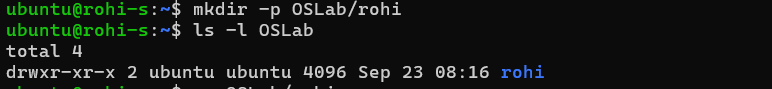 ubuntu@rohi-s:~$ mkdir -p OSLab/rohi
ubuntu@rohi-s:~$ ls -l OSLab
total 4
drwxr-xr-x 2 ubuntu ubuntu 4096 Sep 23 08:16 rohi